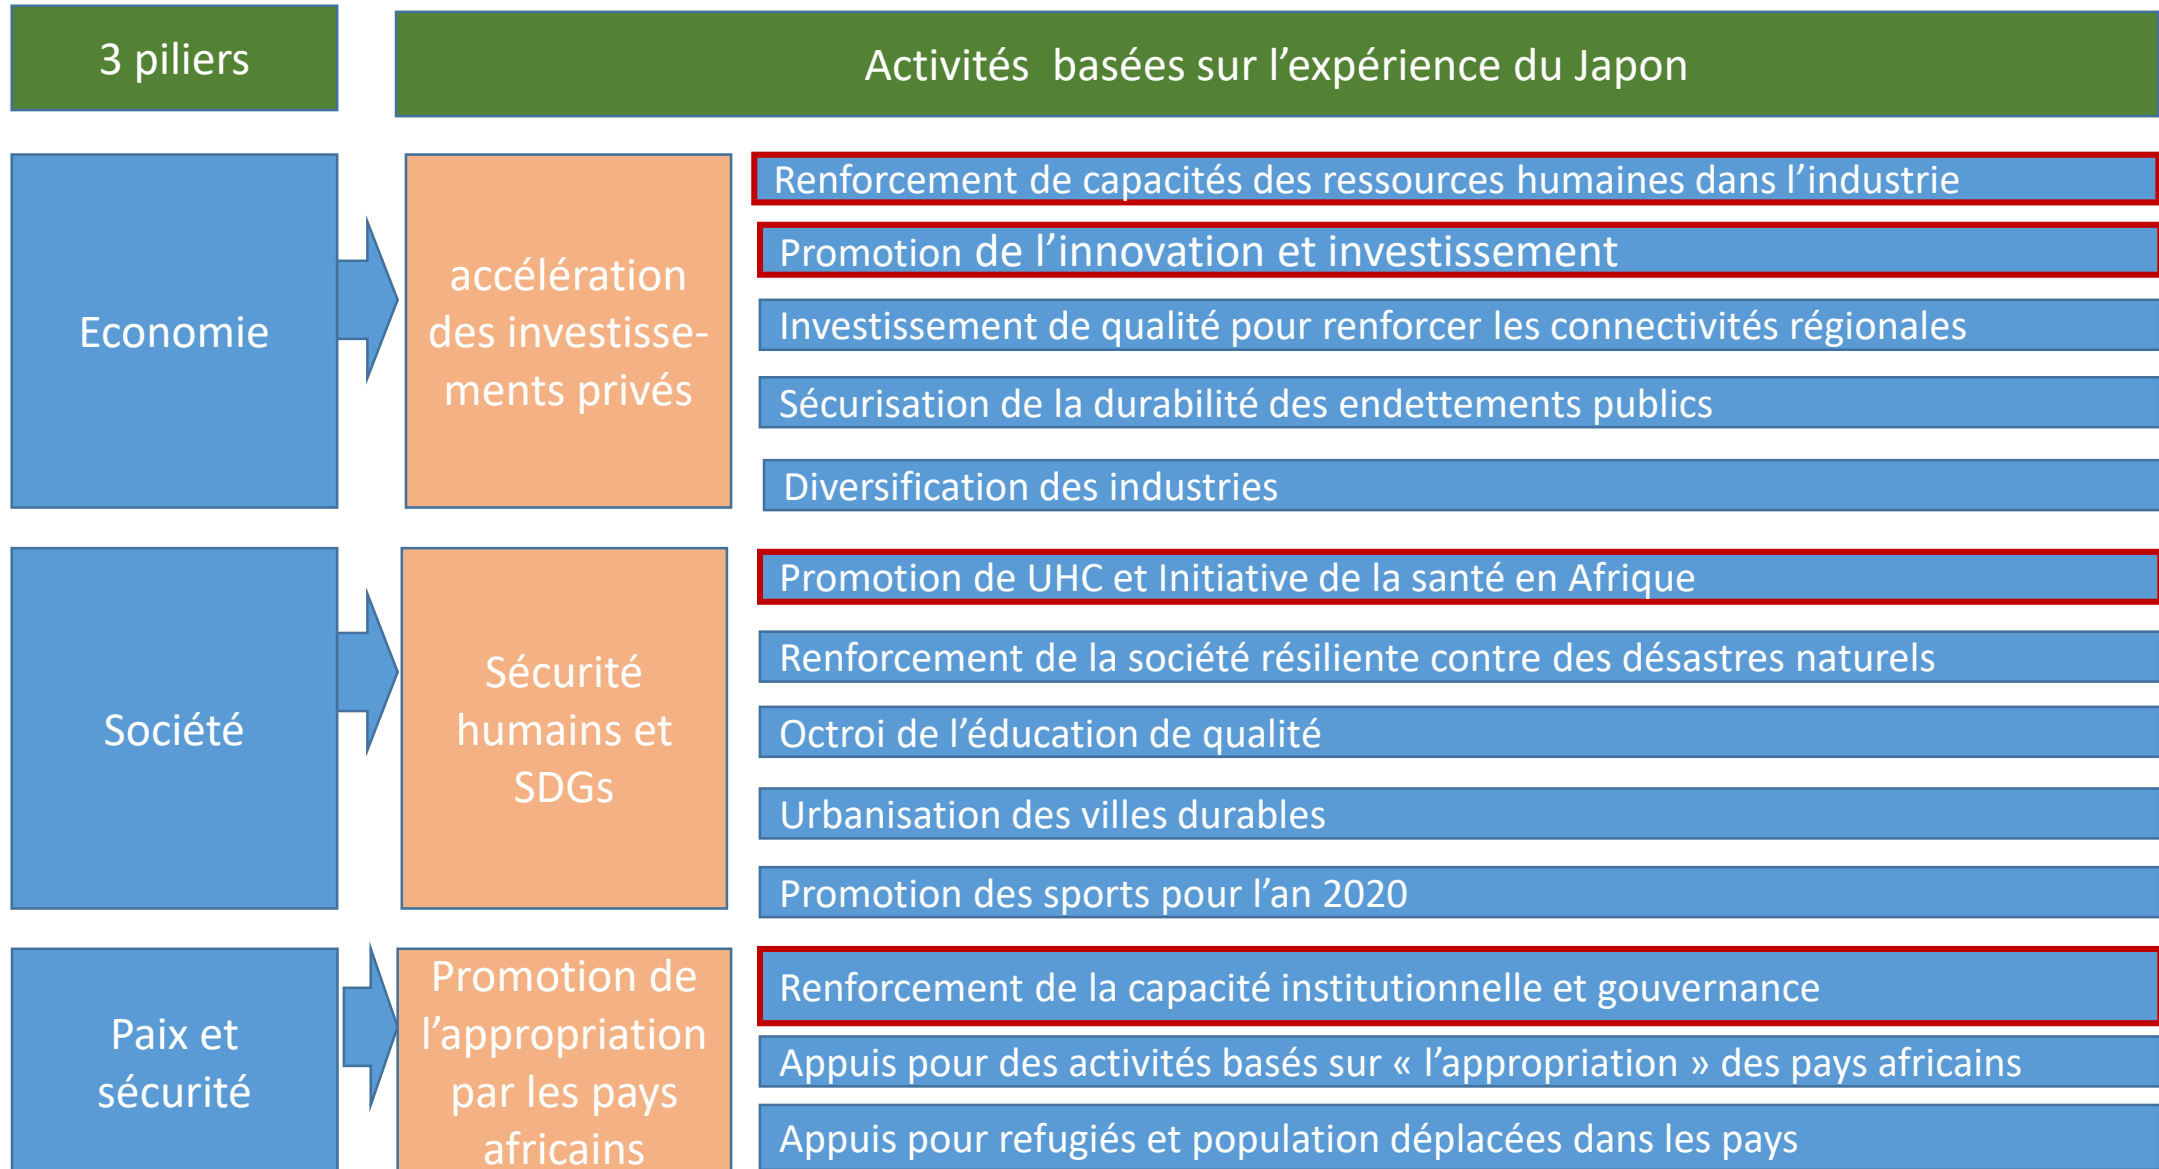 3 piliers
Activités basées sur l’expérience du Japon
Economie
accélération
des investisse-
ments privés
Renforcement de capacités des ressources humaines dans l’industrie
Promotion de l’innovation et investissement
Investissement de qualité pour renforcer les connectivités régionales
Sécurisation de la durabilité des endettements publics
Diversification des industries
Société
Sécurité
humains et
SDGs
Promotion de UHC et Initiative de la santé en Afrique
Renforcement de la société résiliente contre des désastres naturels
Octroi de l’éducation de qualité
Urbanisation des villes durables
Promotion des sports pour l’an 2020
Paix et
sécurité
Promotion de
l’appropriation
par les pays
africains
Renforcement de la capacité institutionnelle et gouvernance
Appuis pour des activités basés sur « l’appropriation » des pays africains
Appuis pour refugiés et population déplacées dans les pays